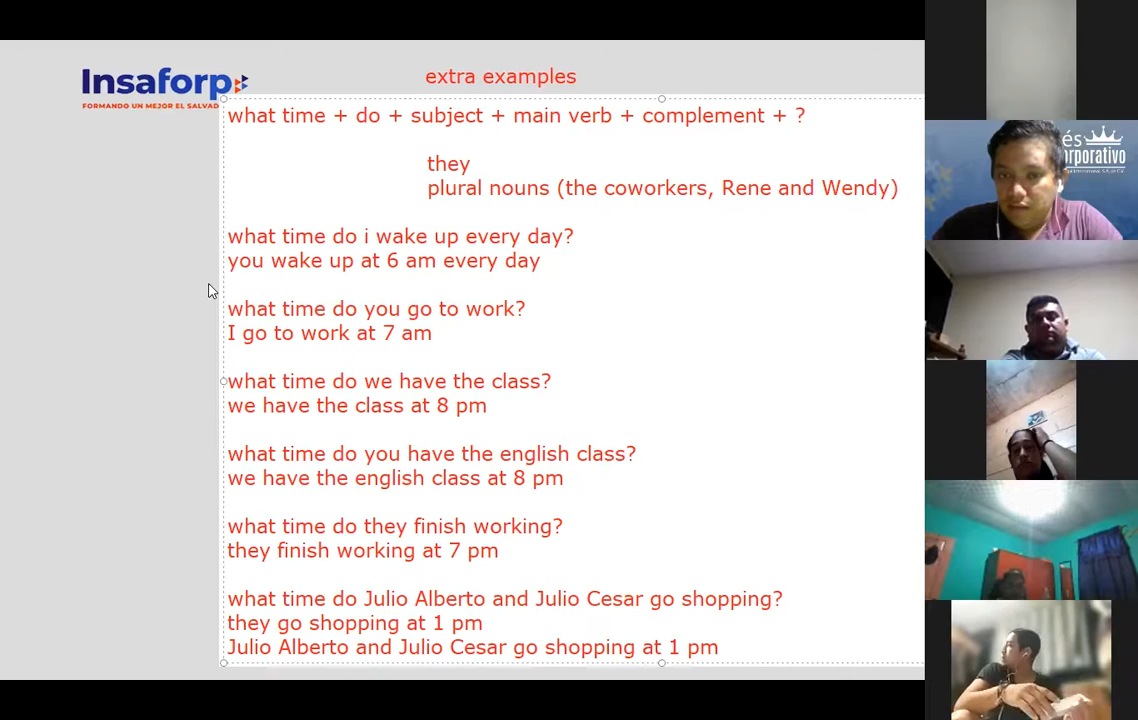 Insaforp
FORMANDO UN MEJOR EL SALVAD
extra examples
what time + do + subject + main verb + complement + ?
they
plural nouns (the coworkers, Rene and Wendy)
what time do i wake up every day?
you wake up at 6 am every day
what time do you go to work?
I go to work at 7 am
what time do we have the class?
we have the class at 8 pm
what time do you have the english class?
we have the english class at 8 pm
what time do they finish working?
they finish working at 7 pm
what time do Julio Alberto and Julio Cesar go shopping?
they go shopping at 1 pm
Julio Alberto and Julio Cesar go shopping at 1 pm
és
orporativo